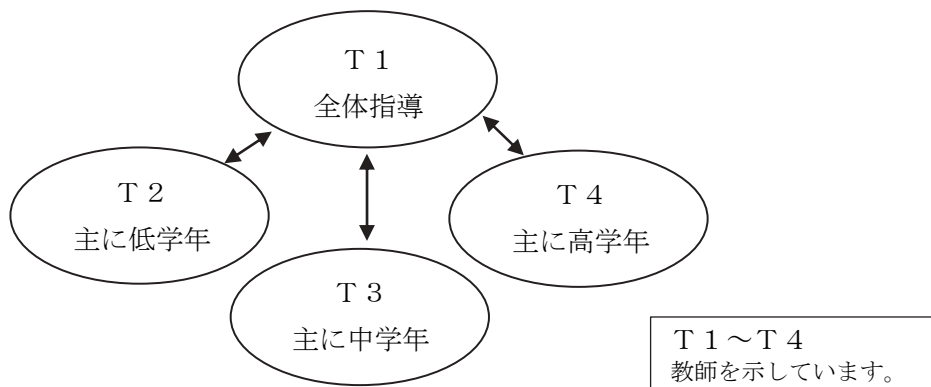 Ｔ１
全体指導
Ｔ２
主に低学年
Ｔ４
主に高学年
Ｔ３
主に中学年
Ｔ１～Ｔ４
教師を示しています。